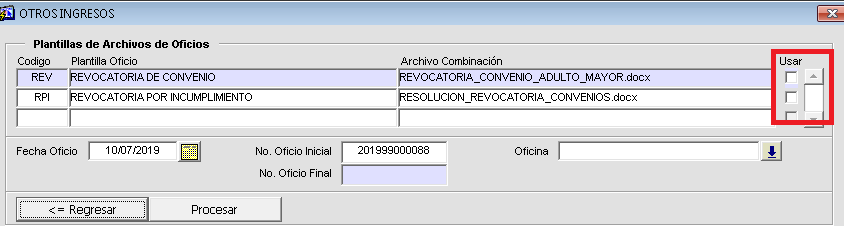 OTROS INGRESOS
Plantillas de Archivos de Oficios
Codigo Plantilla Oficio Archivo Combinación Usar
REV REVOCATORIA DE CONVENIO REVOCATORIA_CONVENIO_ADULTO_MAYOR.docx
RPI REVOCATORIA POR INCUMPLIMIENTO RESOLUCION_REVOCATORIA_CONVENIOS.docx
Fecha Oficio 10/07/2019 No. Oficio Inicial 201999000088 Oficina
No. Oficio Final
<= Regresar Procesar